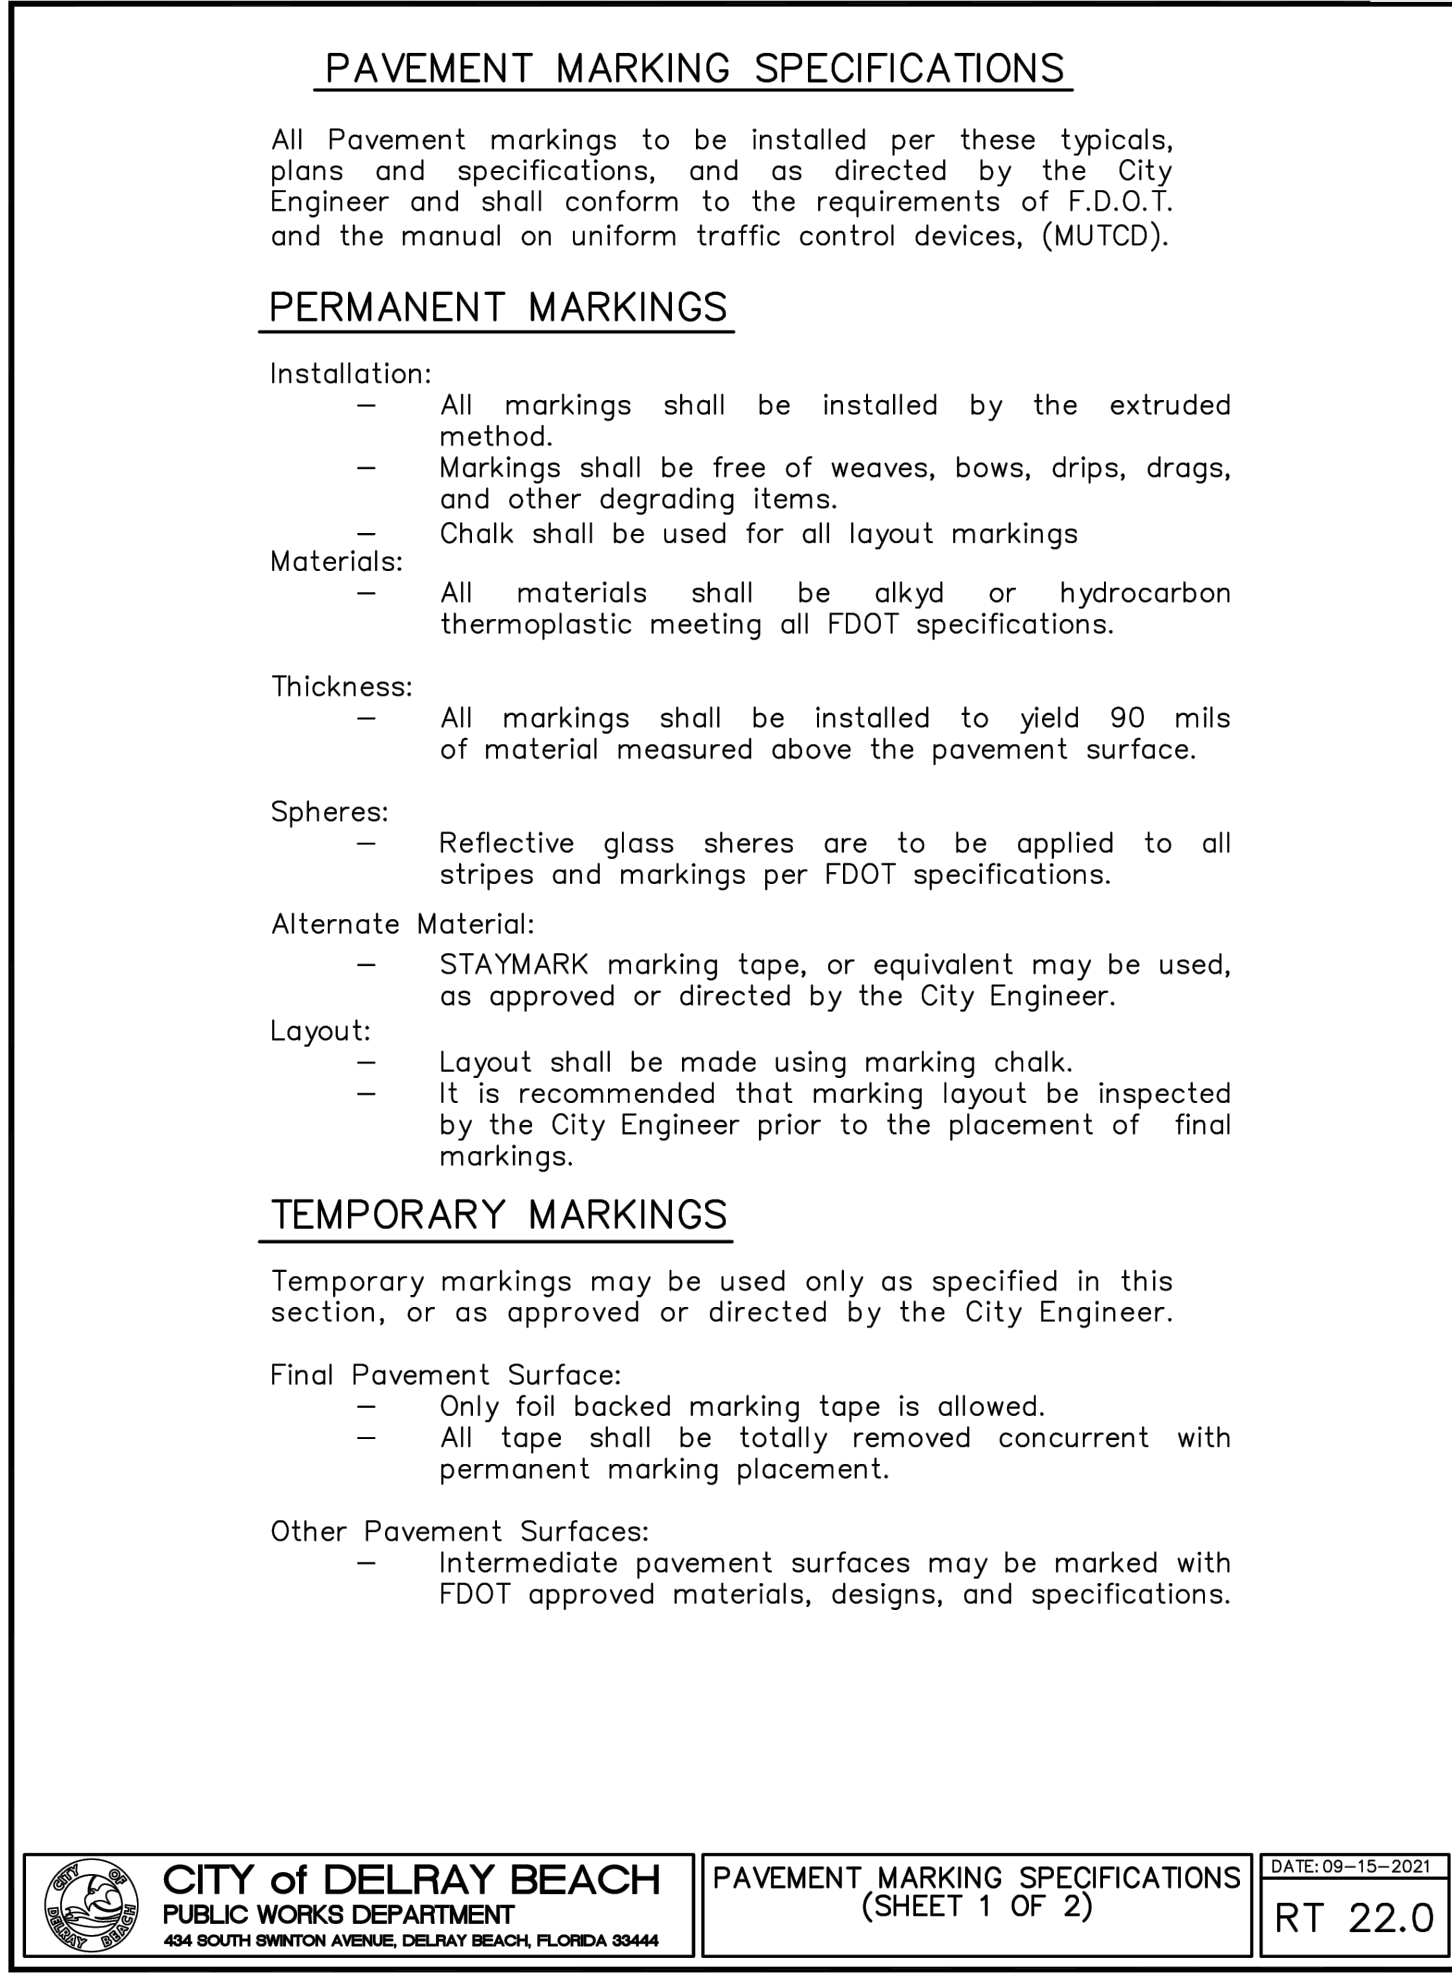 PAVEMENT MARKING SPECIFICATIONS
All Pavement markings to be installed per these typicals,
plans and specifications, and as directed by the City
Engineer and shall conform to the requirements of F.D.O.T.
and the manual on uniform traffic control devices, (MUTCD).
PERMANENT MARKINGS
Installation:
– All markings shall be installed by the extruded
method.
– Markings shall be free of weaves, bows, drips, drags,
and other degrading items.
– Chalk shall be used for all layout markings
Materials:
– All materials shall be alkyd or hydrocarbon
thermoplastic meeting all FDOT specifications.
Thickness:
– All markings shall be installed to yield 90 mils
of material measured above the pavement surface.
Spheres:
– Reflective glass sheres are to be applied to all
stripes and markings per FDOT specifications.
Alternate Material:
– STAYMARK marking tape, or equivalent may be used,
as approved or directed by the City Engineer.
Layout:
– Layout shall be made using marking chalk.
– It is recommended that marking layout be inspected
by the City Engineer prior to the placement of final
markings.
TEMPORARY MARKINGS
Temporary markings may be used only as specified in this
section, or as approved or directed by the City Engineer.
Final Pavement Surface:
– Only foil backed marking tape is allowed.
– All tape shall be totally removed concurrent with
permanent marking placement.
Other Pavement Surfaces:
– Intermediate pavement surfaces may be marked with
FDOT approved materials, designs, and specifications.
CITY OF
DELRAY BEACH
CITY of DELRAY BEACH
PUBLIC WORKS DEPARTMENT
434 SOUTH SWINTON AVENUE, DELRAY BEACH, FLORIDA 33444
PAVEMENT MARKING SPECIFICATIONS
(SHEET 1 OF 2)
DATE: 09–15–2021
RT 22.0